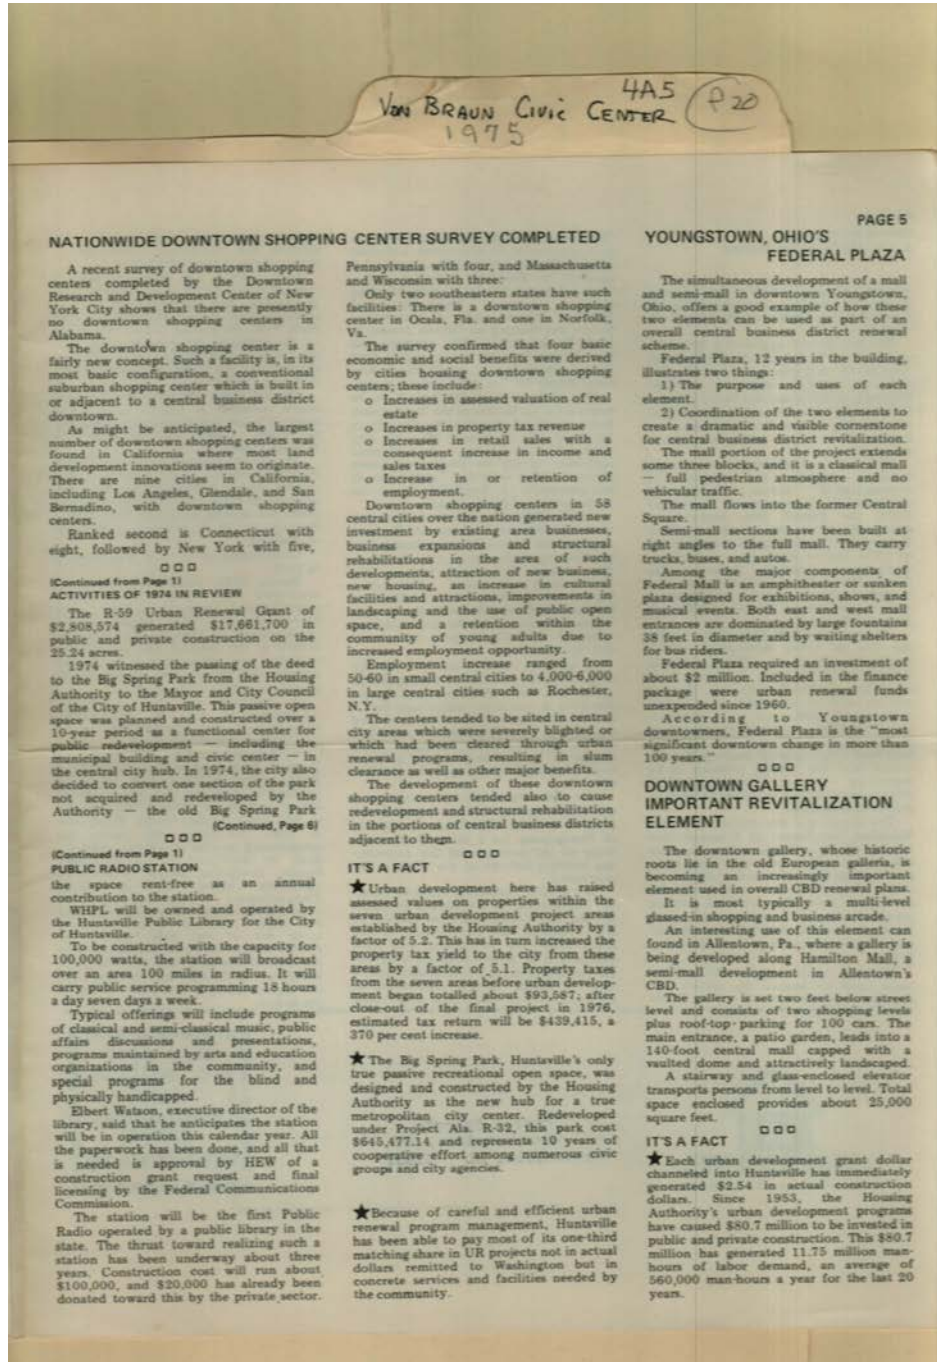 4A5
P20
VON BRAUN CIVIC CENTER
1975
PAGE 5
NATIONWIDE DOWNTOWN SHOPPING CENTER SURVEY COMPLETED
A recent survey of downtown shopping
centers completed by the Downtown
Research and Development Center of New
York City shows that there are presently
no downtown shopping centers in
Alabama.
The downtown shopping center is a
fairly new concept. Such a facility is, in its
most basic configuration, a conventional
suburban shopping center which is built in
or adjacent to a central business district
downtown.
As might be anticipated, the largest
number of downtown shopping centers was
found in California where most land
development innovations seem to originate.
There are nine cities in California,
including Los Angeles, Glendale, and San
Bernadino, with downtown shopping
centers.
Ranked second is Connecticut with
eight, followed by New York with five,
(Continued from Page 1)
ACTIVITIES OF 1974 IN REVIEW
The R-59 Urban Renewal Grant of
$2,808,574 generated $17,661,700 in
public and private construction on the
25.24 acres.
1974 witnessed the passing of the deed
to the Big Spring Park from the Housing
Authority to the Mayor and City Council
of the City of Huntsville. This passive open
space was planned and constructed over a
10-year period as a functional center for
public redevelopment — including the
municipal building and civic center — in
the central city hub. In 1974, the city also
decided to convert one section of the park
not acquired and redeveloped by the
Authority — the old Big Spring Park
(Continued, Page 6)
(Continued from Page 1)
PUBLIC RADIO STATION
the space rent-free as an annual
contribution to the station.
WHPL will be owned and operated by
the Huntsville Public Library for the City
of Huntsville.
To be constructed with the capacity for
100,000 watts, the station will broadcast
over an area 100 miles in radius. It will
carry public service programming 18 hours
a day seven days a week.
Typical offerings will include programs
of classical and semi-classical music, public
affairs discussions and presentations,
programs maintained by arts and education
organizations in the community, and
special programs for the blind and
physically handicapped.
Elbert Watson, executive director of the
library, said that he anticipates the station
will be in operation this calendar year. All
the paperwork has been done, and all that
is needed is approval by HEW of a
construction grant request and final
licensing by the Federal Communications
Commission.
The station will be the first Public
Radio operated by a public library in the
state. The thrust toward realizing such a
station has been underway about three
years. Construction cost will run about
$100,000, and $20,000 has already been
donated toward this by the private sector.
Pennsylvania with four, and Massachusetts
and Wisconsin with three.
Only two southeastern states have such
facilities: There is a downtown shopping
center in Ocala, Fla. and one in Norfolk,
Va.
The survey confirmed that four basic
economic and social benefits were derived
by cities housing downtown shopping
centers; these include:
o Increases in assessed valuation of real
estate
o Increases in property tax revenue
o Increases in retail sales with a
consequent increase in income and
sales taxes
o Increase in or retention of
employment.
Downtown shopping centers in 58
central cities over the nation generated new
investment by existing area businesses,
business expansions and structural
rehabilitations in the area of such
developments, attraction of new business,
new housing, an increase in cultural
facilities and attractions, improvements in
landscaping and the use of public open
space, and a retention within the
community of young adults due to
increased employment opportunity.
Employment increase ranged from
50-60 in small central cities to 4,000-6,000
in large central cities such as Rochester,
N.Y.
The centers tended to be sited in central
city areas which were severely blighted or
which had been cleared through urban
renewal programs, resulting in slum
clearance as well as other major benefits.
The development of these downtown
shopping centers tended also to cause
redevelopment and structural rehabilitation
in the portions of central business districts
adjacent to them.
IT'S A FACT
★Urban development here has raised
assessed values on properties within the
seven urban development project areas
established by the Housing Authority by a
factor of 5.2. This has in turn increased the
property tax yield to the city from these
areas by a factor of 5.1. Property taxes
from the seven areas before urban develop-
ment began totalled about $93,587; after
close-out of the final project in 1976,
estimated tax return will be $439,415, a
370 per cent increase.
★The Big Spring Park, Huntsville's only
true passive recreational open space, was
designed and constructed by the Housing
Authority as the new hub for a true
metropolitan city center. Redeveloped
under Project Ala. R-32, this park cost
$645,477.14 and represents 10 years of
cooperative effort among numerous civic
groups and city agencies.
★Because of careful and efficient urban
renewal program management, Huntsville
has been able to pay most of its one-third
matching share in UR projects not in actual
dollars remitted to Washington but in
concrete services and facilities needed by
the community.
YOUNGSTOWN, OHIO'S
FEDERAL PLAZA
The simultaneous development of a mall
and semi-mall in downtown Youngstown,
Ohio, offers a good example of how these
two elements can be used as part of an
overall central business district renewal
scheme.
Federal Plaza, 12 years in the building,
illustrates two things:
1) The purpose and uses of each
element.
2) Coordination of the two elements to
create a dramatic and visible cornerstone
for central business district revitalization.
The mall portion of the project extends
some three blocks, and it is a classical mall
— full pedestrian atmosphere and no
vehicular traffic.
The mall flows into the former Central
Square.
Semi-mall sections have been built at
right angles to the full mall. They carry
trucks, buses, and autos.
Among the major components of
Federal Mall is an amphitheater or sunken
plaza designed for exhibitions, shows, and
musical events. Both east and west mall
entrances are dominated by large fountains
38 feet in diameter and by waiting shelters
for bus riders.
Federal Plaza required an investment of
about $2 million. Included in the finance
package were urban renewal funds
unexpended since 1960.
According to Youngstown
downtowners, Federal Plaza is the "most
significant downtown change in more than
100 years."
DOWNTOWN GALLERY
IMPORTANT REVITALIZATION
ELEMENT
The downtown gallery, whose historic
roots lie in the old European galleria, is
becoming an increasingly important
element used in overall CBD renewal plans.
It is most typically a multi-level
glassed-in shopping and business arcade.
An interesting use of this element can
found in Allentown, Pa., where a gallery is
being developed along Hamilton Mall, a
semi-mall development in Allentown's
CBD.
The gallery is set two feet below street
level and consists of two shopping levels
plus roof-top parking for 100 cars. The
main entrance, a patio garden, leads into a
140-foot central mall capped with a
vaulted dome and attractively landscaped.
A stairway and glass-enclosed elevator
transports persons from level to level. Total
space enclosed provides about 25,000
square feet.
IT'S A FACT
★Each urban development grant dollar
channeled into Huntsville has immediately
generated $2.54 in actual construction
dollars. Since 1953, the Housing
Authority's urban development programs
have caused $80.7 million to be invested in
public and private construction. This $80.7
million has generated 11.75 million man-
hours of labor demand, an average of
560,000 man-hours a year for the last 20
years.